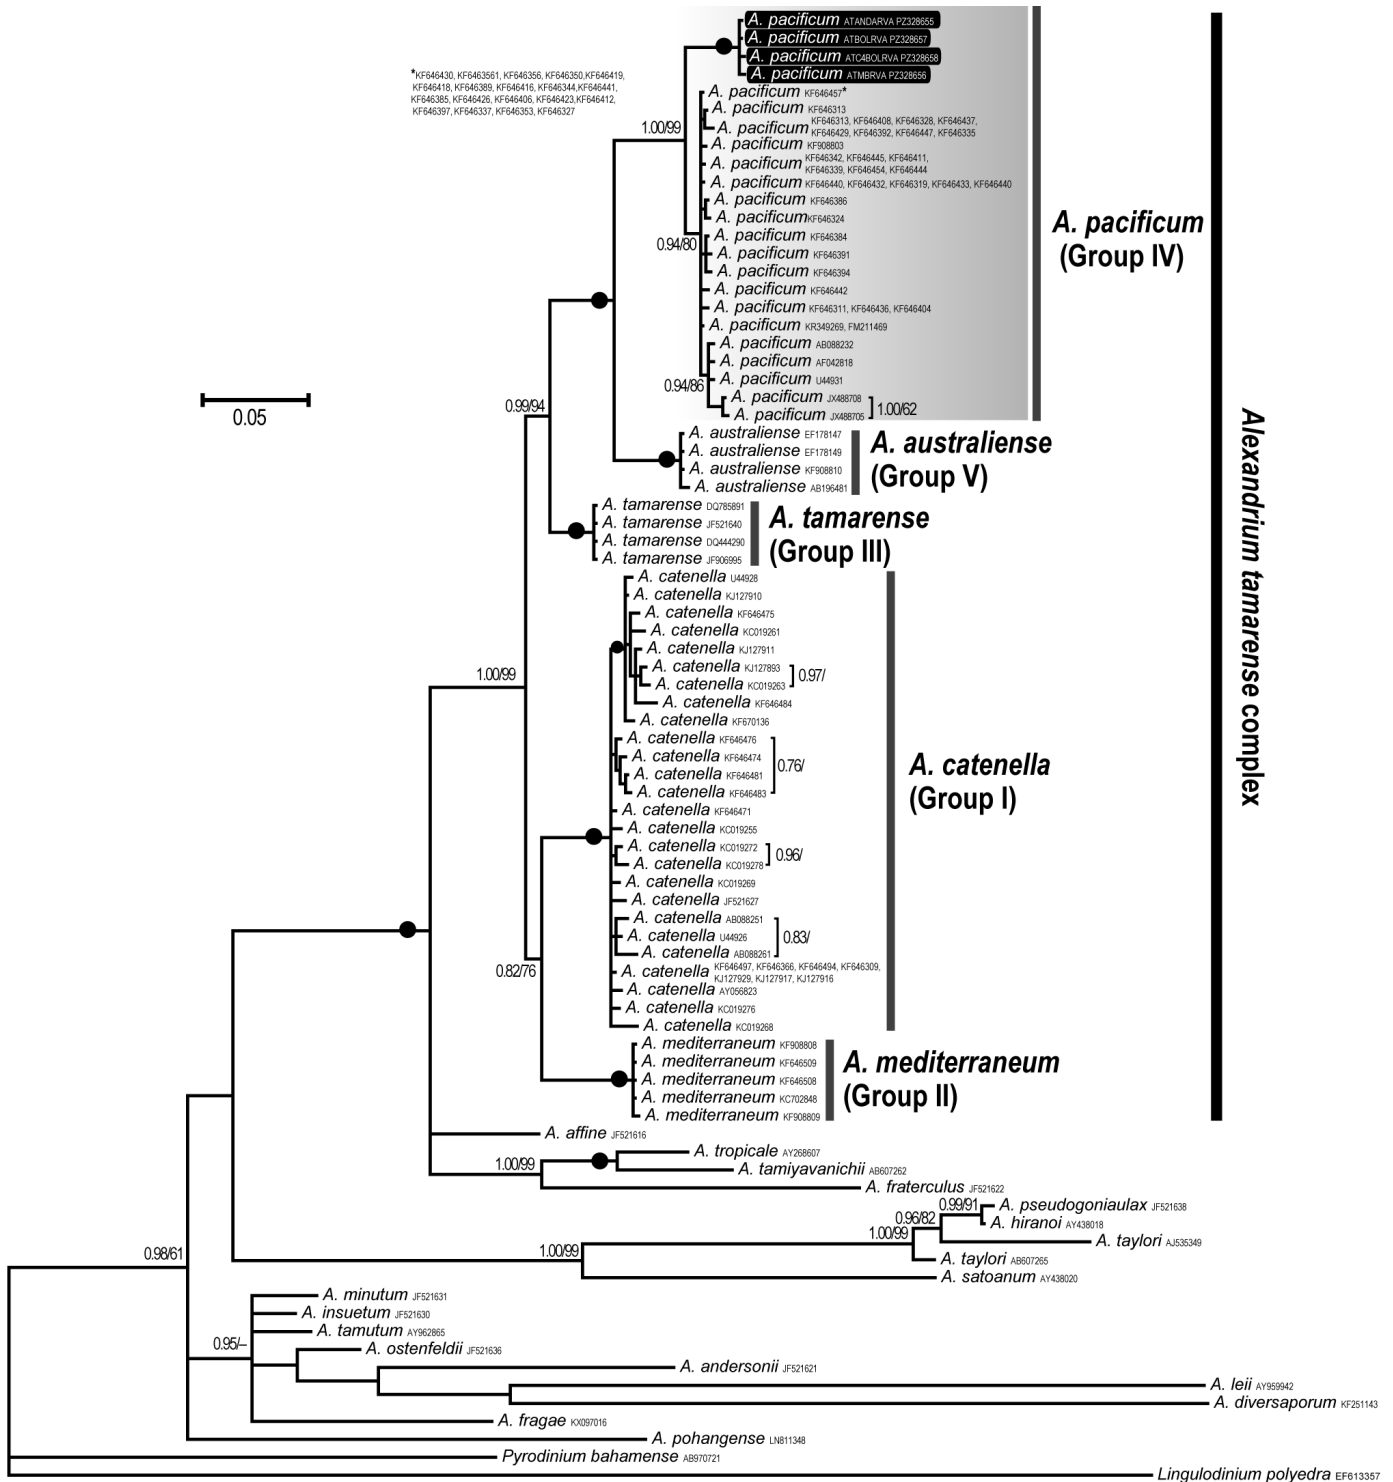 A. pacificum ATANDARVA PZ328655
A. pacificum ATBOLRVA PZ328657
A. pacificum ATC4BOLRVA PZ328658
A. pacificum ATMBRVA PZ328656
*KF646430, KF6463561, KF646356, KF646350,KF646419,
KF646418, KF646389, KF646416, KF646344,KF646441,
KF646385, KF646426, KF646406, KF646423,KF646412,
KF646397, KF646337, KF646353, KF646327
A. pacificum KF646457*
A. pacificum KF646313
A. pacificum KF646313, KF646408, KF646328, KF646437,
KF646429, KF646392, KF646447, KF646335
1.00/99
A. pacificum KF908803
A. pacificum KF646342, KF646445, KF646411,
KF646339, KF646454, KF646444
A. pacificum KF646440, KF646432, KF646319, KF646433, KF646440
A. pacificum KF646386
A. pacificum KF646324
A. pacificum KF646384
0.94/80
A. pacificum KF646391
A. pacificum KF646394
A. pacificum KF646442
A. pacificum KF646311, KF646436, KF646404
A. pacificum KR349269, FM211469
A. pacificum AB088232
A. pacificum AF042818
A. pacificum U44931
0.94/86
A. pacificum JX488708
A. pacificum JX488705
1.00/62
A. pacificum
(Group IV)
0.05
0.99/94
A. australiense EF178147
A. australiense EF178149
A. australiense KF908810
A. australiense AB196481
A. australiense
(Group V)
A. tamarense DQ785891
A. tamarense JF521640
A. tamarense DQ444290
A. tamarense JF906995
A. tamarense
(Group III)
Alexandrium tamarense complex
A. catenella U44928
A. catenella KJ127910
A. catenella KF646475
A. catenella KC019261
A. catenella KJ127911
A. catenella KJ127893
A. catenella KC019263
0.97/
1.00/99
A. catenella KF646484
A. catenella KF670136
A. catenella KF646476
A. catenella KF646474
A. catenella KF646481
A. catenella KF646483
0.76/
A. catenella
(Group I)
A. catenella KF646471
A. catenella KC019255
A. catenella KC019272
A. catenella KC019278
0.96/
A. catenella KC019269
A. catenella JF521627
A. catenella AB088251
A. catenella U44926
A. catenella AB088261
0.83/
0.82/76
A. catenella KF646497, KF646366, KF646494, KF646309,
KJ127929, KJ127917, KJ127916
A. catenella AY056823
A. catenella KC019276
A. catenella KC019268
A. mediterraneum KF908808
A. mediterraneum KF646509
A. mediterraneum KF646508
A. mediterraneum KC702848
A. mediterraneum KF908809
A. mediterraneum
(Group II)
A. affine JF521616
A. tropicale AY268607
1.00/99
A. tamiyavanichii AB607262
A. fraterculus JF521622
0.99/91
A. pseudogoniaulax JF521638
0.96/82
A. hiranoi AY438018
1.00/99
A. taylori AJ535349
1.00/99
A. taylori AB607265
A. satoanum AY438020
0.98/61
A. minutum JF521631
A. insuetum JF521630
A. tamutum AY962865
0.95/–
A. ostenfeldii JF521636
A. andersonii JF521621
A. leii AY959942
A. diversaporum KF251143
A. fragae KX097016
A. pohangense LN811348
Pyrodinium bahamense AB970721
Lingulodinium polyedra EF613357